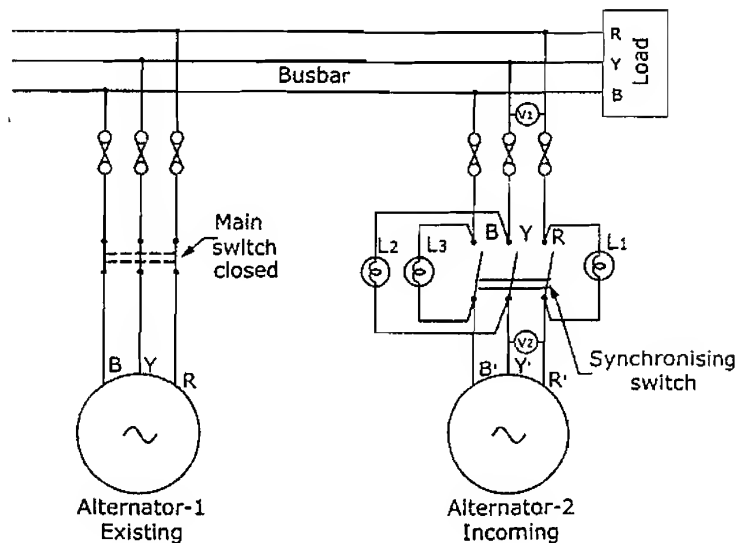 R
Y
Load
Busbar
B
V1
Main
switch
closed
B
Y
R
L2
L3
L1
V2
Synchronising
switch
B
Y
R
B'
Y'
R'
Alternator-1
Existing
Alternator-2
Incoming